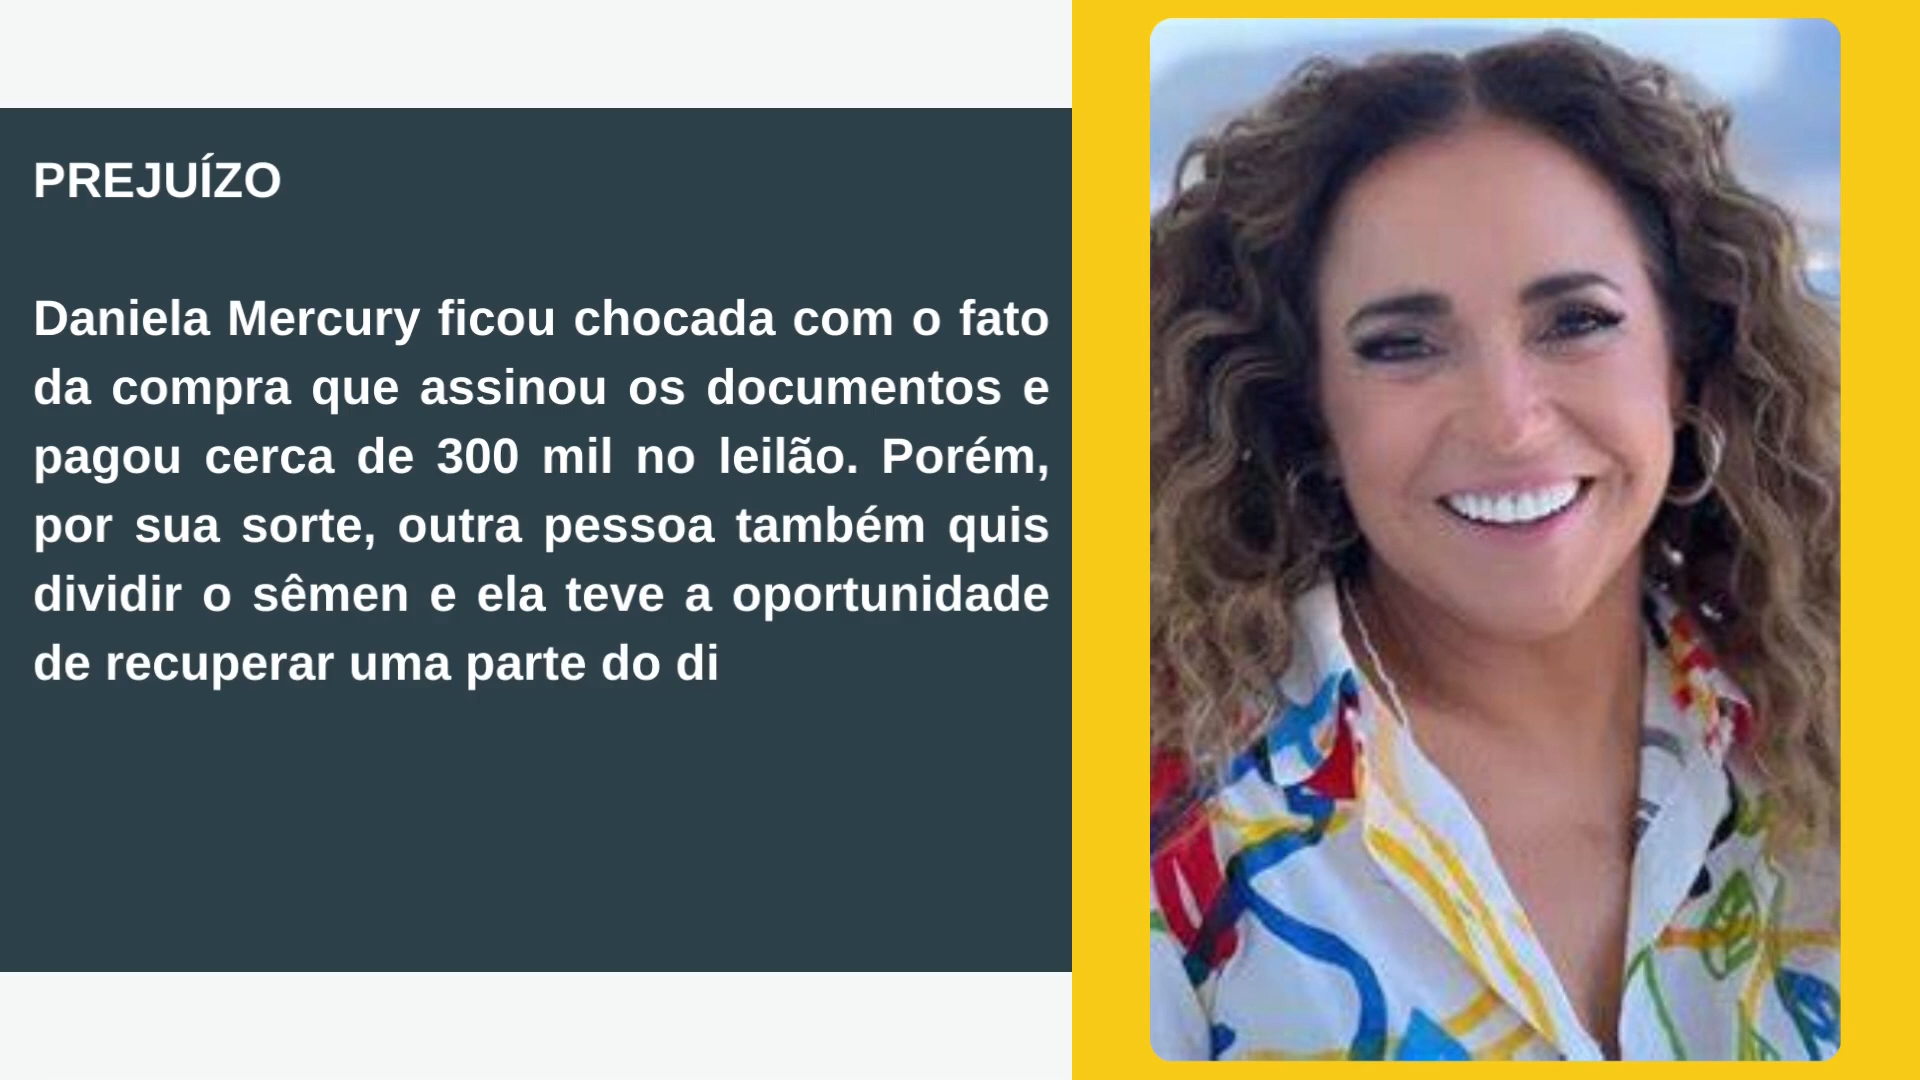 PREJUÍZO
Daniela Mercury ficou chocada com o fato
da compra que assinou os documentos e
pagou cerca de 300 mil no leilão. Porém,
por sua sorte, outra pessoa também quis
dividir o sêmen e ela teve a oportunidade
de recuperar uma parte do di